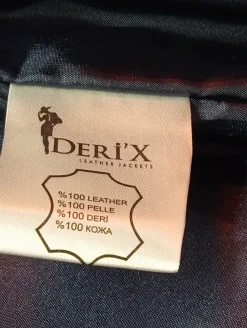 DERi'X
LEATHER JACKETS
%100 LEATHER
%100 PELLE
%100 DERİ
%100 КОЖА